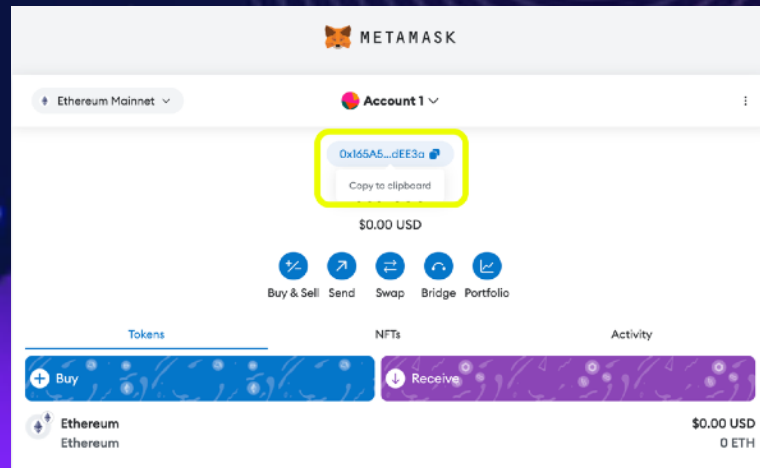 METAMASK
Ethereum Mainnet
Account 1
0x165A5...dEE3a
Copy to clipboard
$0.00 USD
Buy & Sell Send Swap Bridge Portfolio
Tokens NFTs Activity
Buy Receive
Ethereum $0.00 USD
Ethereum 0 ETH